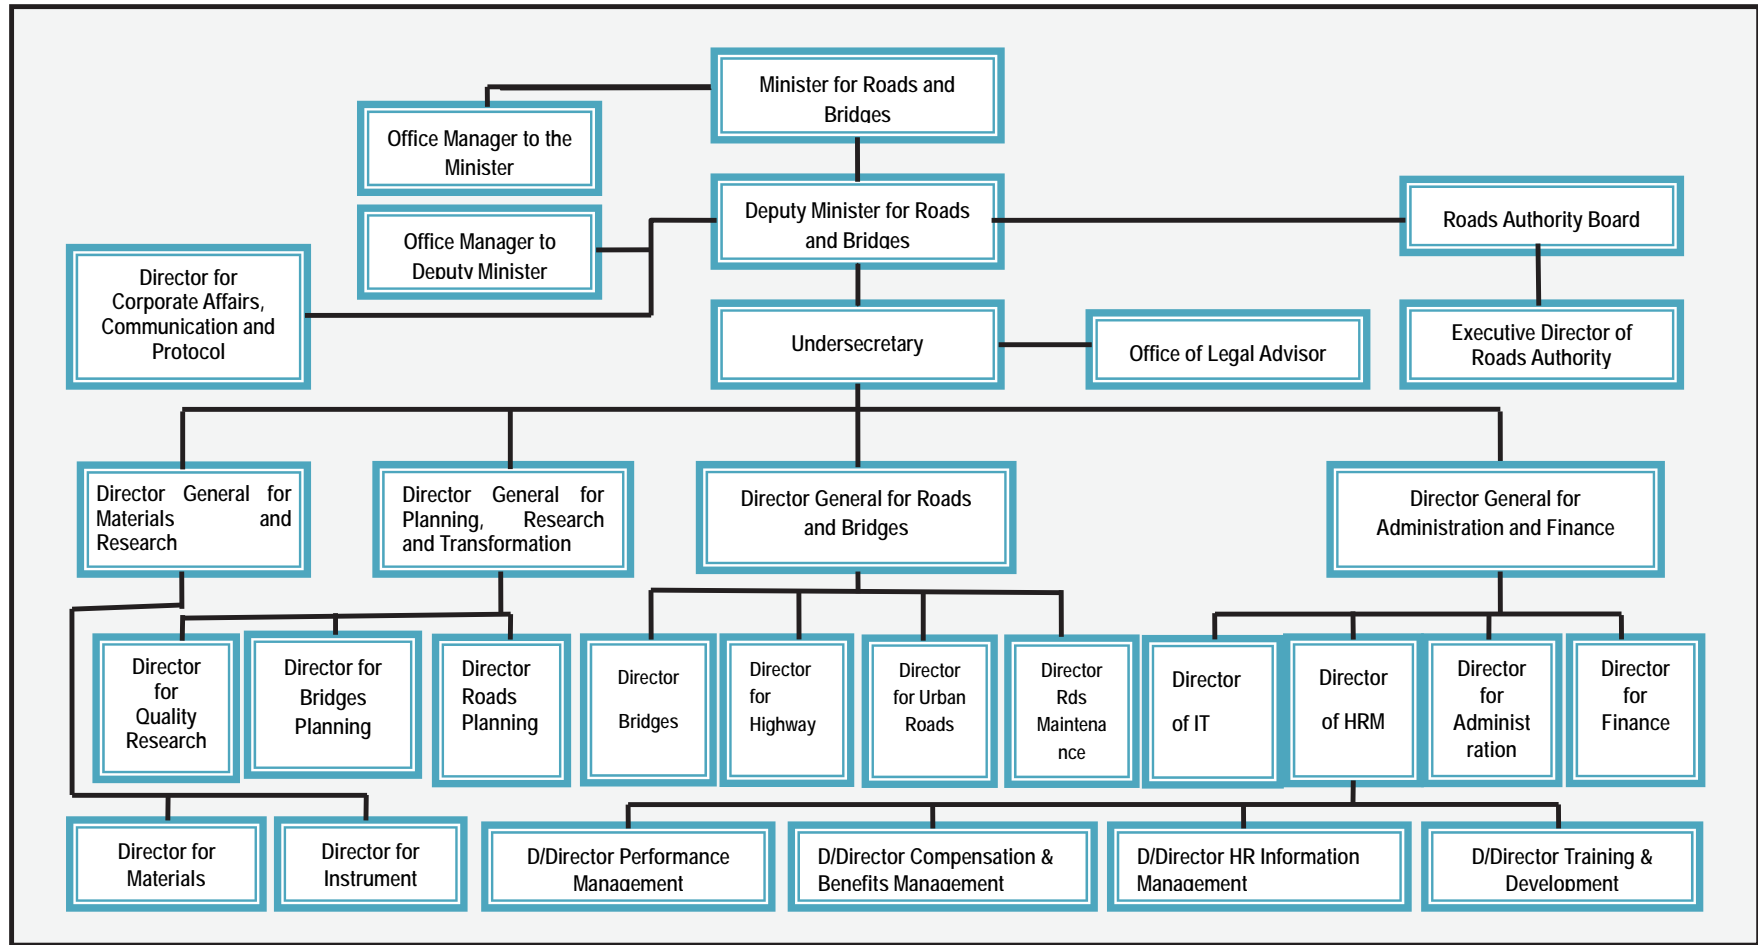 Minister for Roads and
Bridges
Office Manager to the
Minister
Deputy Minister for Roads
and Bridges
Roads Authority Board
Office Manager to
Deputy Minister
Director for
Corporate Affairs,
Communication and
Protocol
Undersecretary
Office of Legal Advisor
Executive Director of
Roads Authority
Director General for
Materials and
Research
Director General for
Planning, Research
and Transformation
Director General for Roads
and Bridges
Director General for
Administration and Finance
Director
for
Quality
Research
Director for
Bridges
Planning
Director
Roads
Planning
Director
Bridges
Director
for
Highway
Director
for Urban
Roads
Director
Rds
Maintena
nce
Director
of IT
Director
of HRM
Director
for
Administ
ration
Director
for
Finance
Director for
Materials
Director for
Instrument
D/Director Performance
Management
D/Director Compensation &
Benefits Management
D/Director HR Information
Management
D/Director Training &
Development